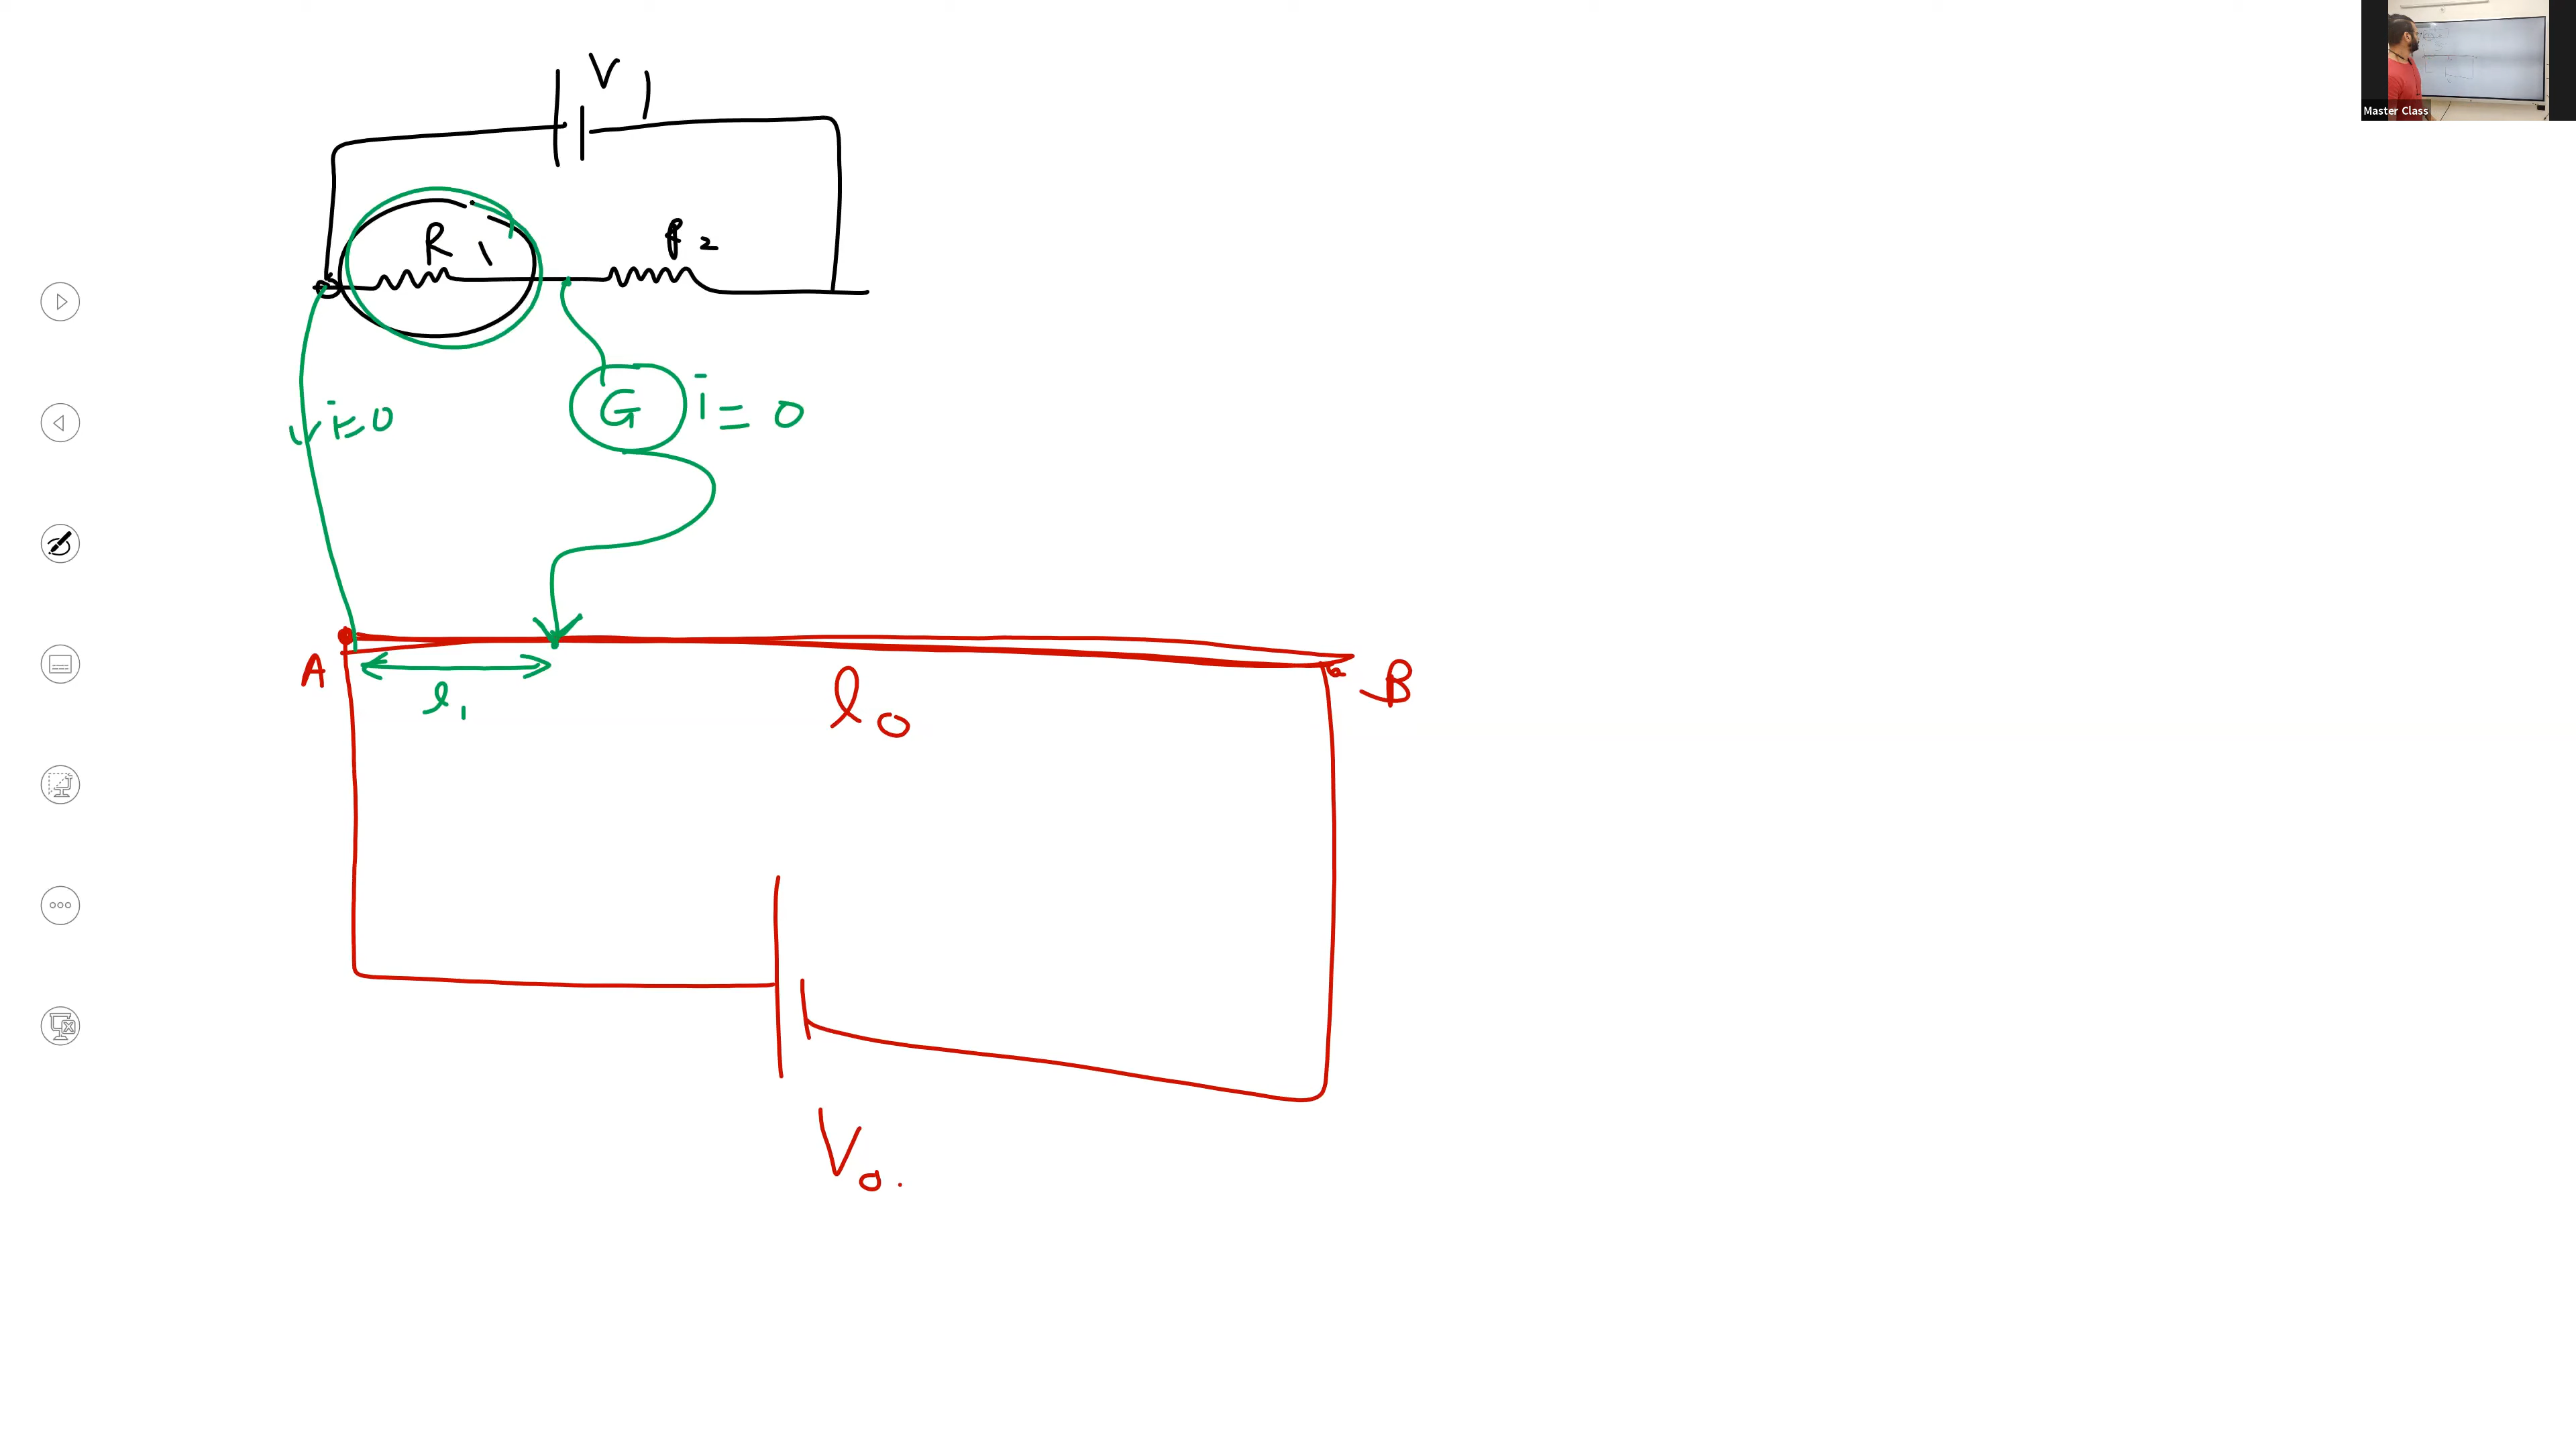 V1
Master Class
R1
R2
i=0
G i=0
A
B
l1
l0
V0.